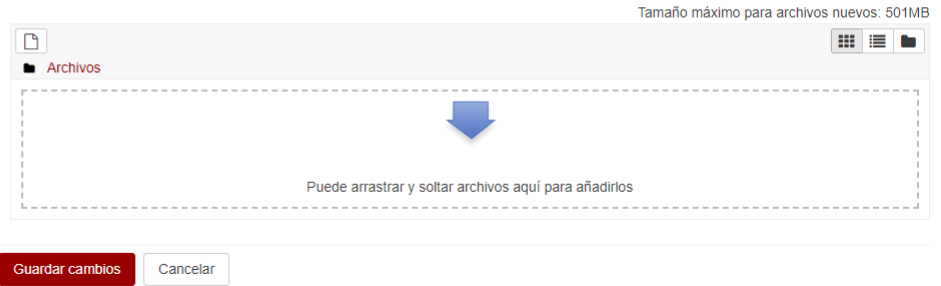 Tamaño máximo para archivos nuevos: 501MB
Archivos
Puede arrastrar y soltar archivos aquí para añadirlos
Guardar cambios
Cancelar